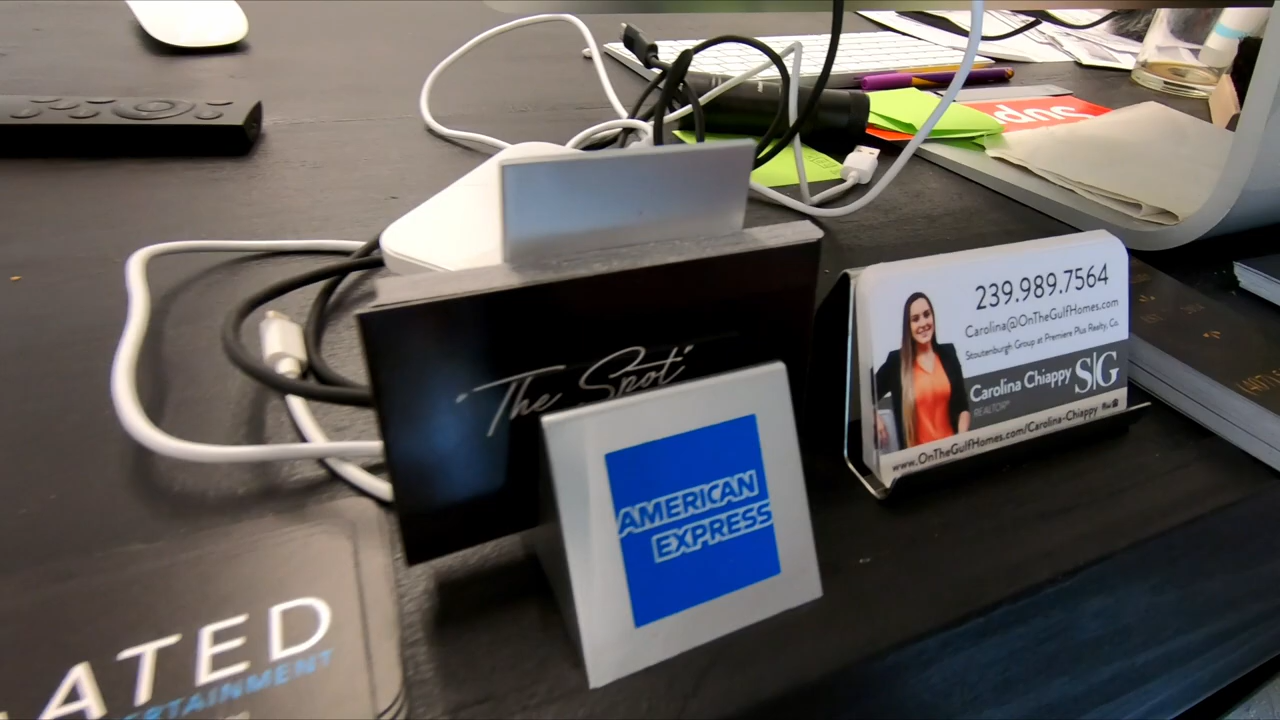 Sup
239.989.7564
Carolina@OnTheGulfHomes.com
Stoutenburgh Group at Premiere Plus Realty, Co.
Carolina Chiappy
REALTOR®
S|G
www.OnTheGulfHomes.com/Carolina-Chiappy
"The Spot"
AMERICAN
EXPRESS
ATED
ERTAINMENT